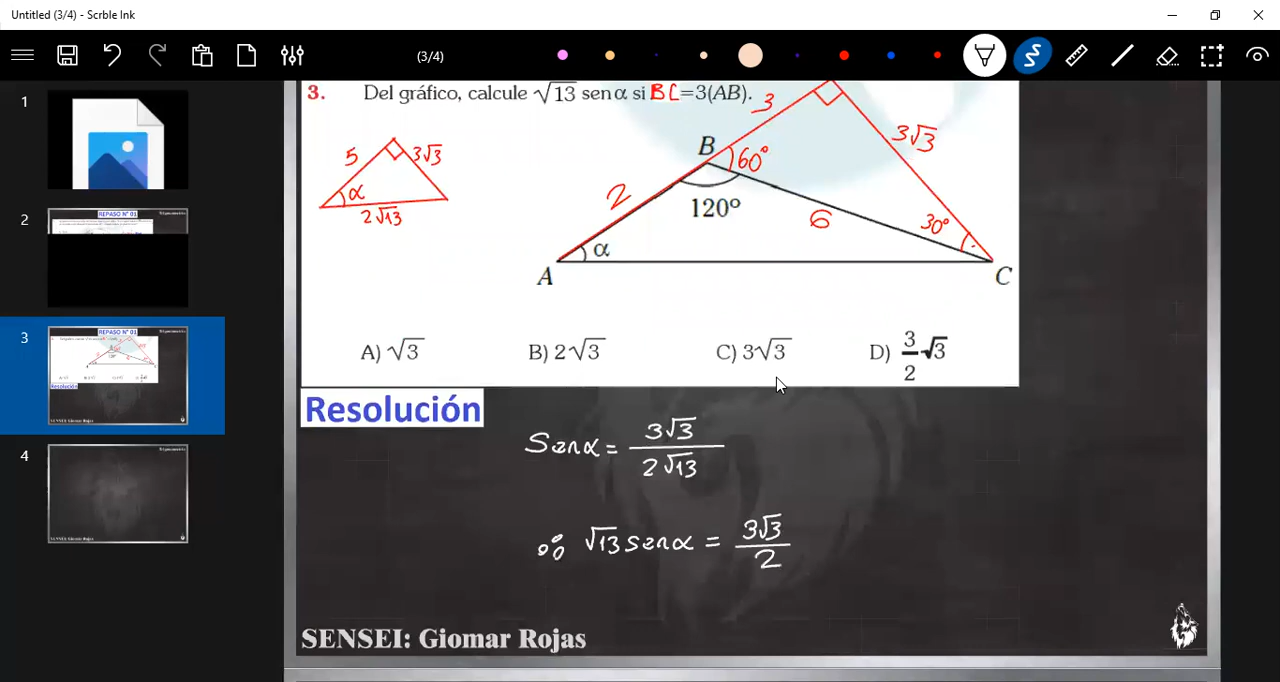 Untitled (3/4) - Scrble Ink
(3/4)
1
2
3
4
REPASO N° 01
REPASO N° 01
3. Del gráfico, calcule √13 senα si BC=3(AB).
5
3√3
α
2√13
3
3√3
B
60°
2
120°
6
30°
A
α
C
A) √3
B) 2√3
C) 3√3
D) 3/2 √3
Resolución
Senα = 3√3 / 2√13
∴ √13 senα = 3√3 / 2
SENSEI: Giomar Rojas